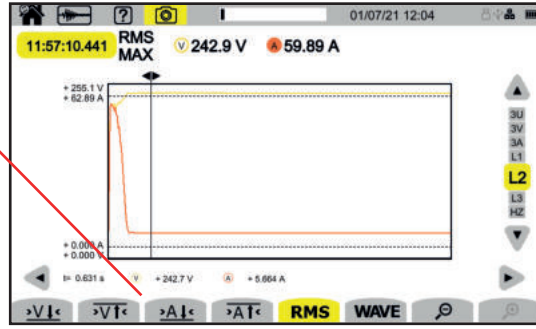 ?
01/07/21 12:04
11:57:10.441
RMS
MAX
V 242.9 V
A 59.89 A
+ 255.1 V
+ 62.89 A
3U
3V
3A
L1
L2
L3
HZ
+ 0.000 A
+ 0.000 V
t= 0.631 s V + 242.7 V A + 5.664 A
>V↓< >V↑< >A↓< >A↑< RMS WAVE